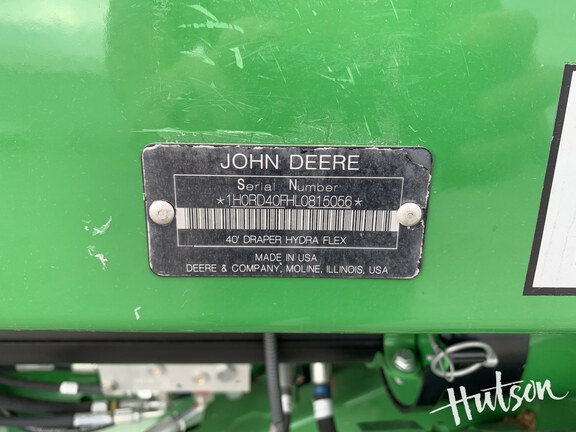 JOHN DEERE
Serial Number
*1H0RD40FHL0815056*
40' DRAPER HYDRA FLEX
MADE IN USA
DEERE & COMPANY, MOLINE, ILLINOIS, USA
Hutson